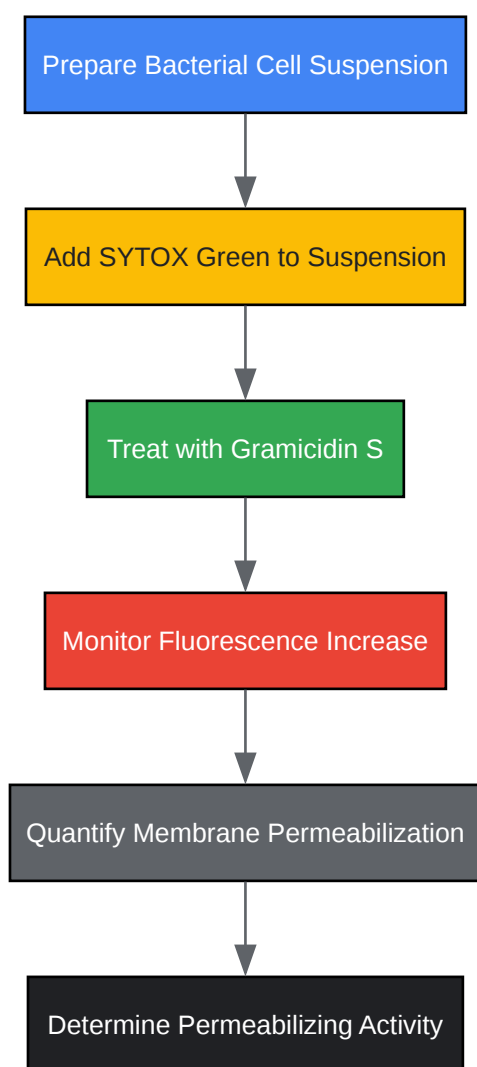 Prepare Bacterial Cell Suspension
Add SYTOX Green to Suspension
Treat with Gramicidin S
Monitor Fluorescence Increase
Quantify Membrane Permeabilization
Determine Permeabilizing Activity